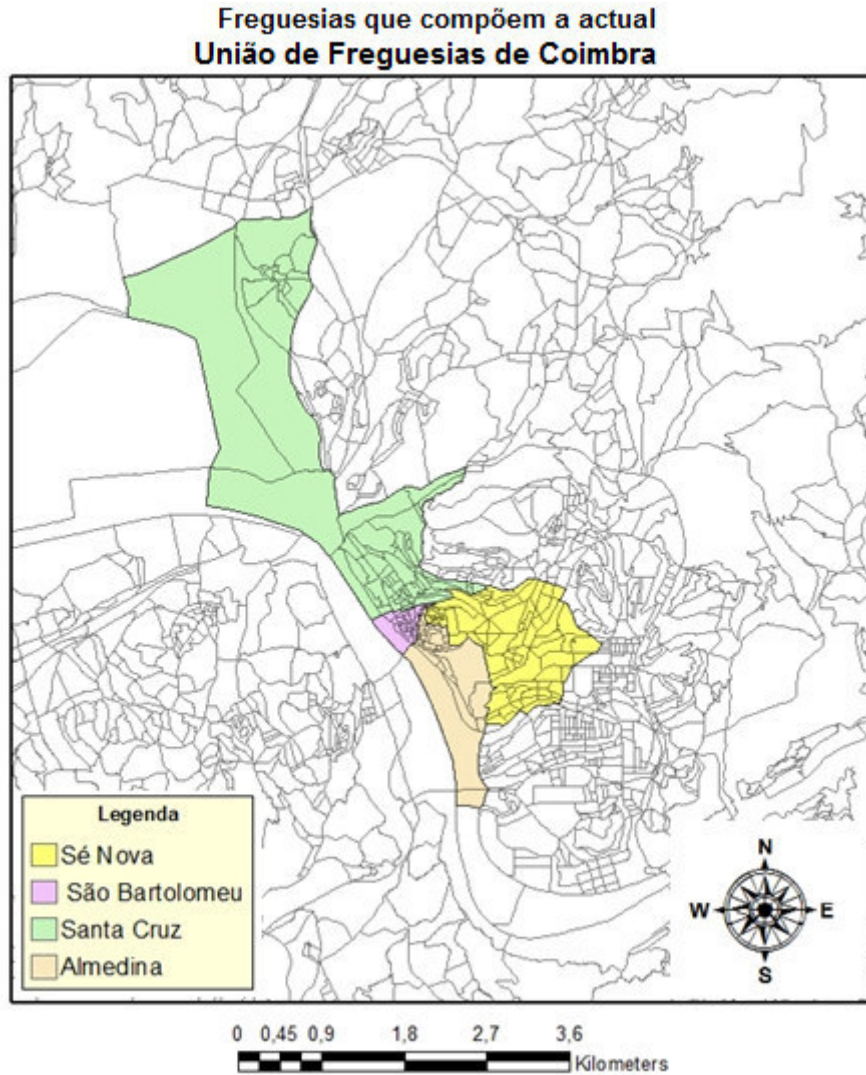 Freguesias que compõem a actual
União de Freguesias de Coimbra
Legenda
Sé Nova
São Bartolomeu
Santa Cruz
Almedina
N
W E
S
0 0,45 0,9 1,8 2,7 3,6
Kilometers